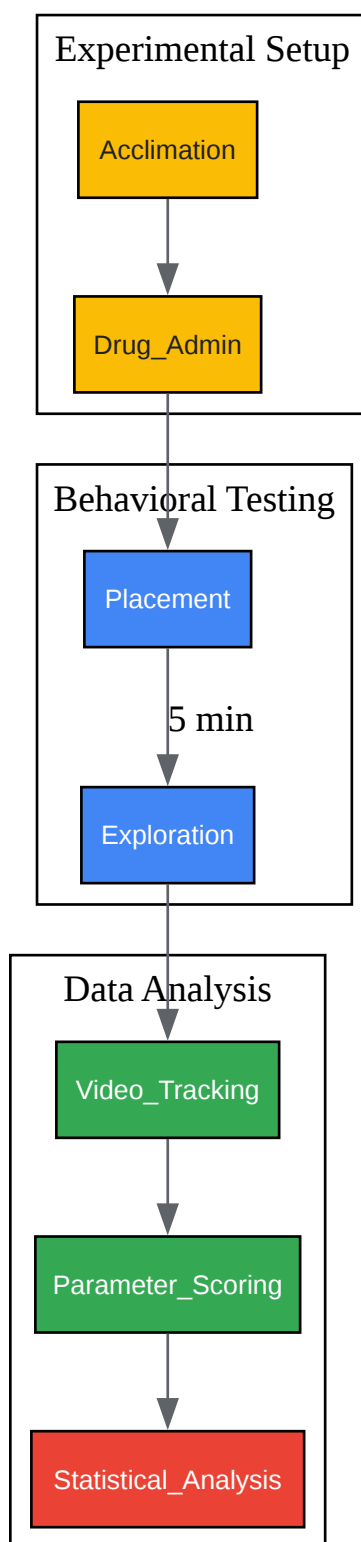 Experimental Setup
Acclimation
Drug_Admin
Behavioral Testing
Placement
5 min
Exploration
Data Analysis
Video_Tracking
Parameter_Scoring
Statistical_Analysis